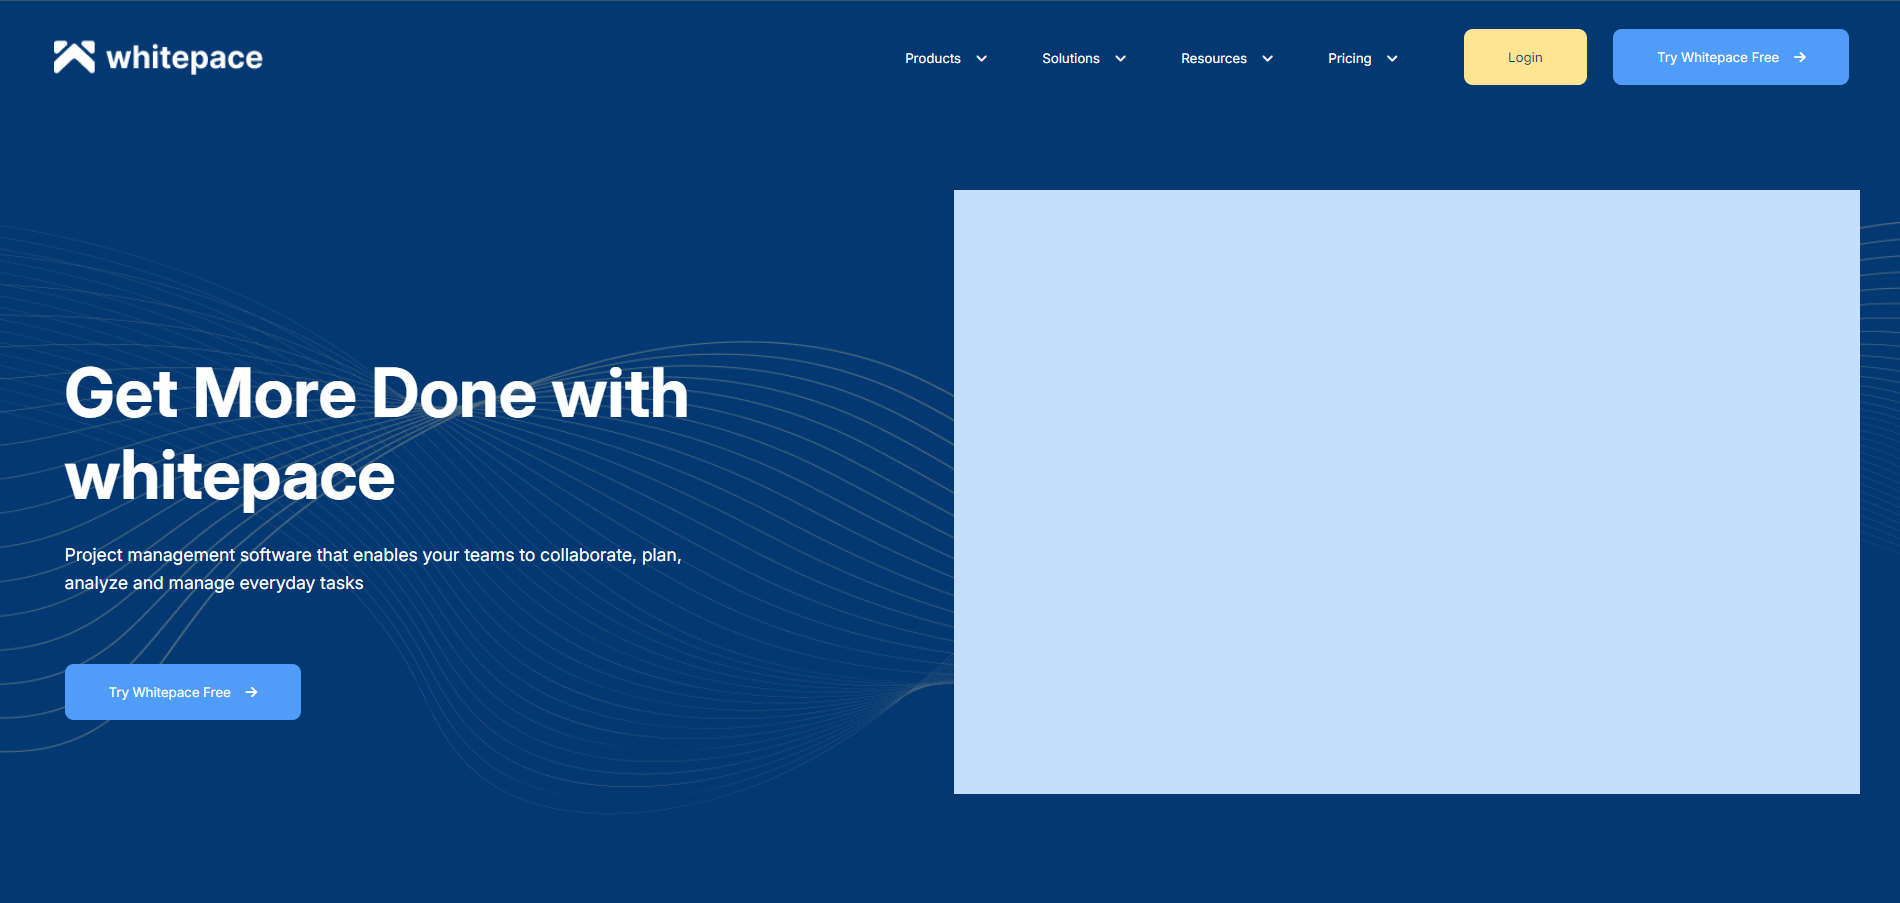 whitepace
Products
Solutions
Resources
Pricing
Login
Try Whitepace Free
Get More Done with
whitepace
Project management software that enables your teams to collaborate, plan,
analyze and manage everyday tasks
Try Whitepace Free